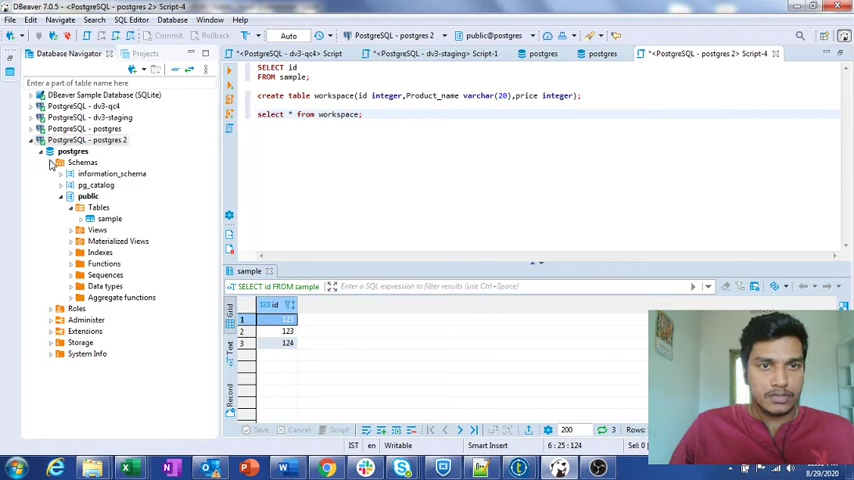 DBeaver 7.0.5 - <PostgreSQL - postgres 2> Script-4
File Edit Navigate Search SQL Editor Database Window Help
Commit Rollback Auto PostgreSQL - postgres 2 public@postgres
Database Navigator Projects
*<PostgreSQL - dv3-qc4> Script *<PostgreSQL - dv3-staging> Script-1 postgres postgres *<PostgreSQL - postgres 2> Script-4
Enter a part of table name here
DBeaver Sample Database (SQLite)
PostgreSQL - dv3-qc4
PostgreSQL - dv3-staging
PostgreSQL - postgres
PostgreSQL - postgres 2
postgres
Schemas
information_schema
pg_catalog
public
Tables
sample
Views
Materialized Views
Indexes
Functions
Sequences
Data types
Aggregate functions
Roles
Administer
Extensions
Storage
System Info
SELECT id
FROM sample;
create table workspace(id integer,Product_name varchar(20),price integer);
select * from workspace;
sample
SELECT id FROM sample Enter a SQL expression to filter results (use Ctrl+Space)
Grid
Text
Record
123 id
1 123
2 123
3 124
Save Cancel Script 200 3 Rows:
IST en Writable Smart Insert 6 : 25 : 124 Sel: 0
8/29/2020